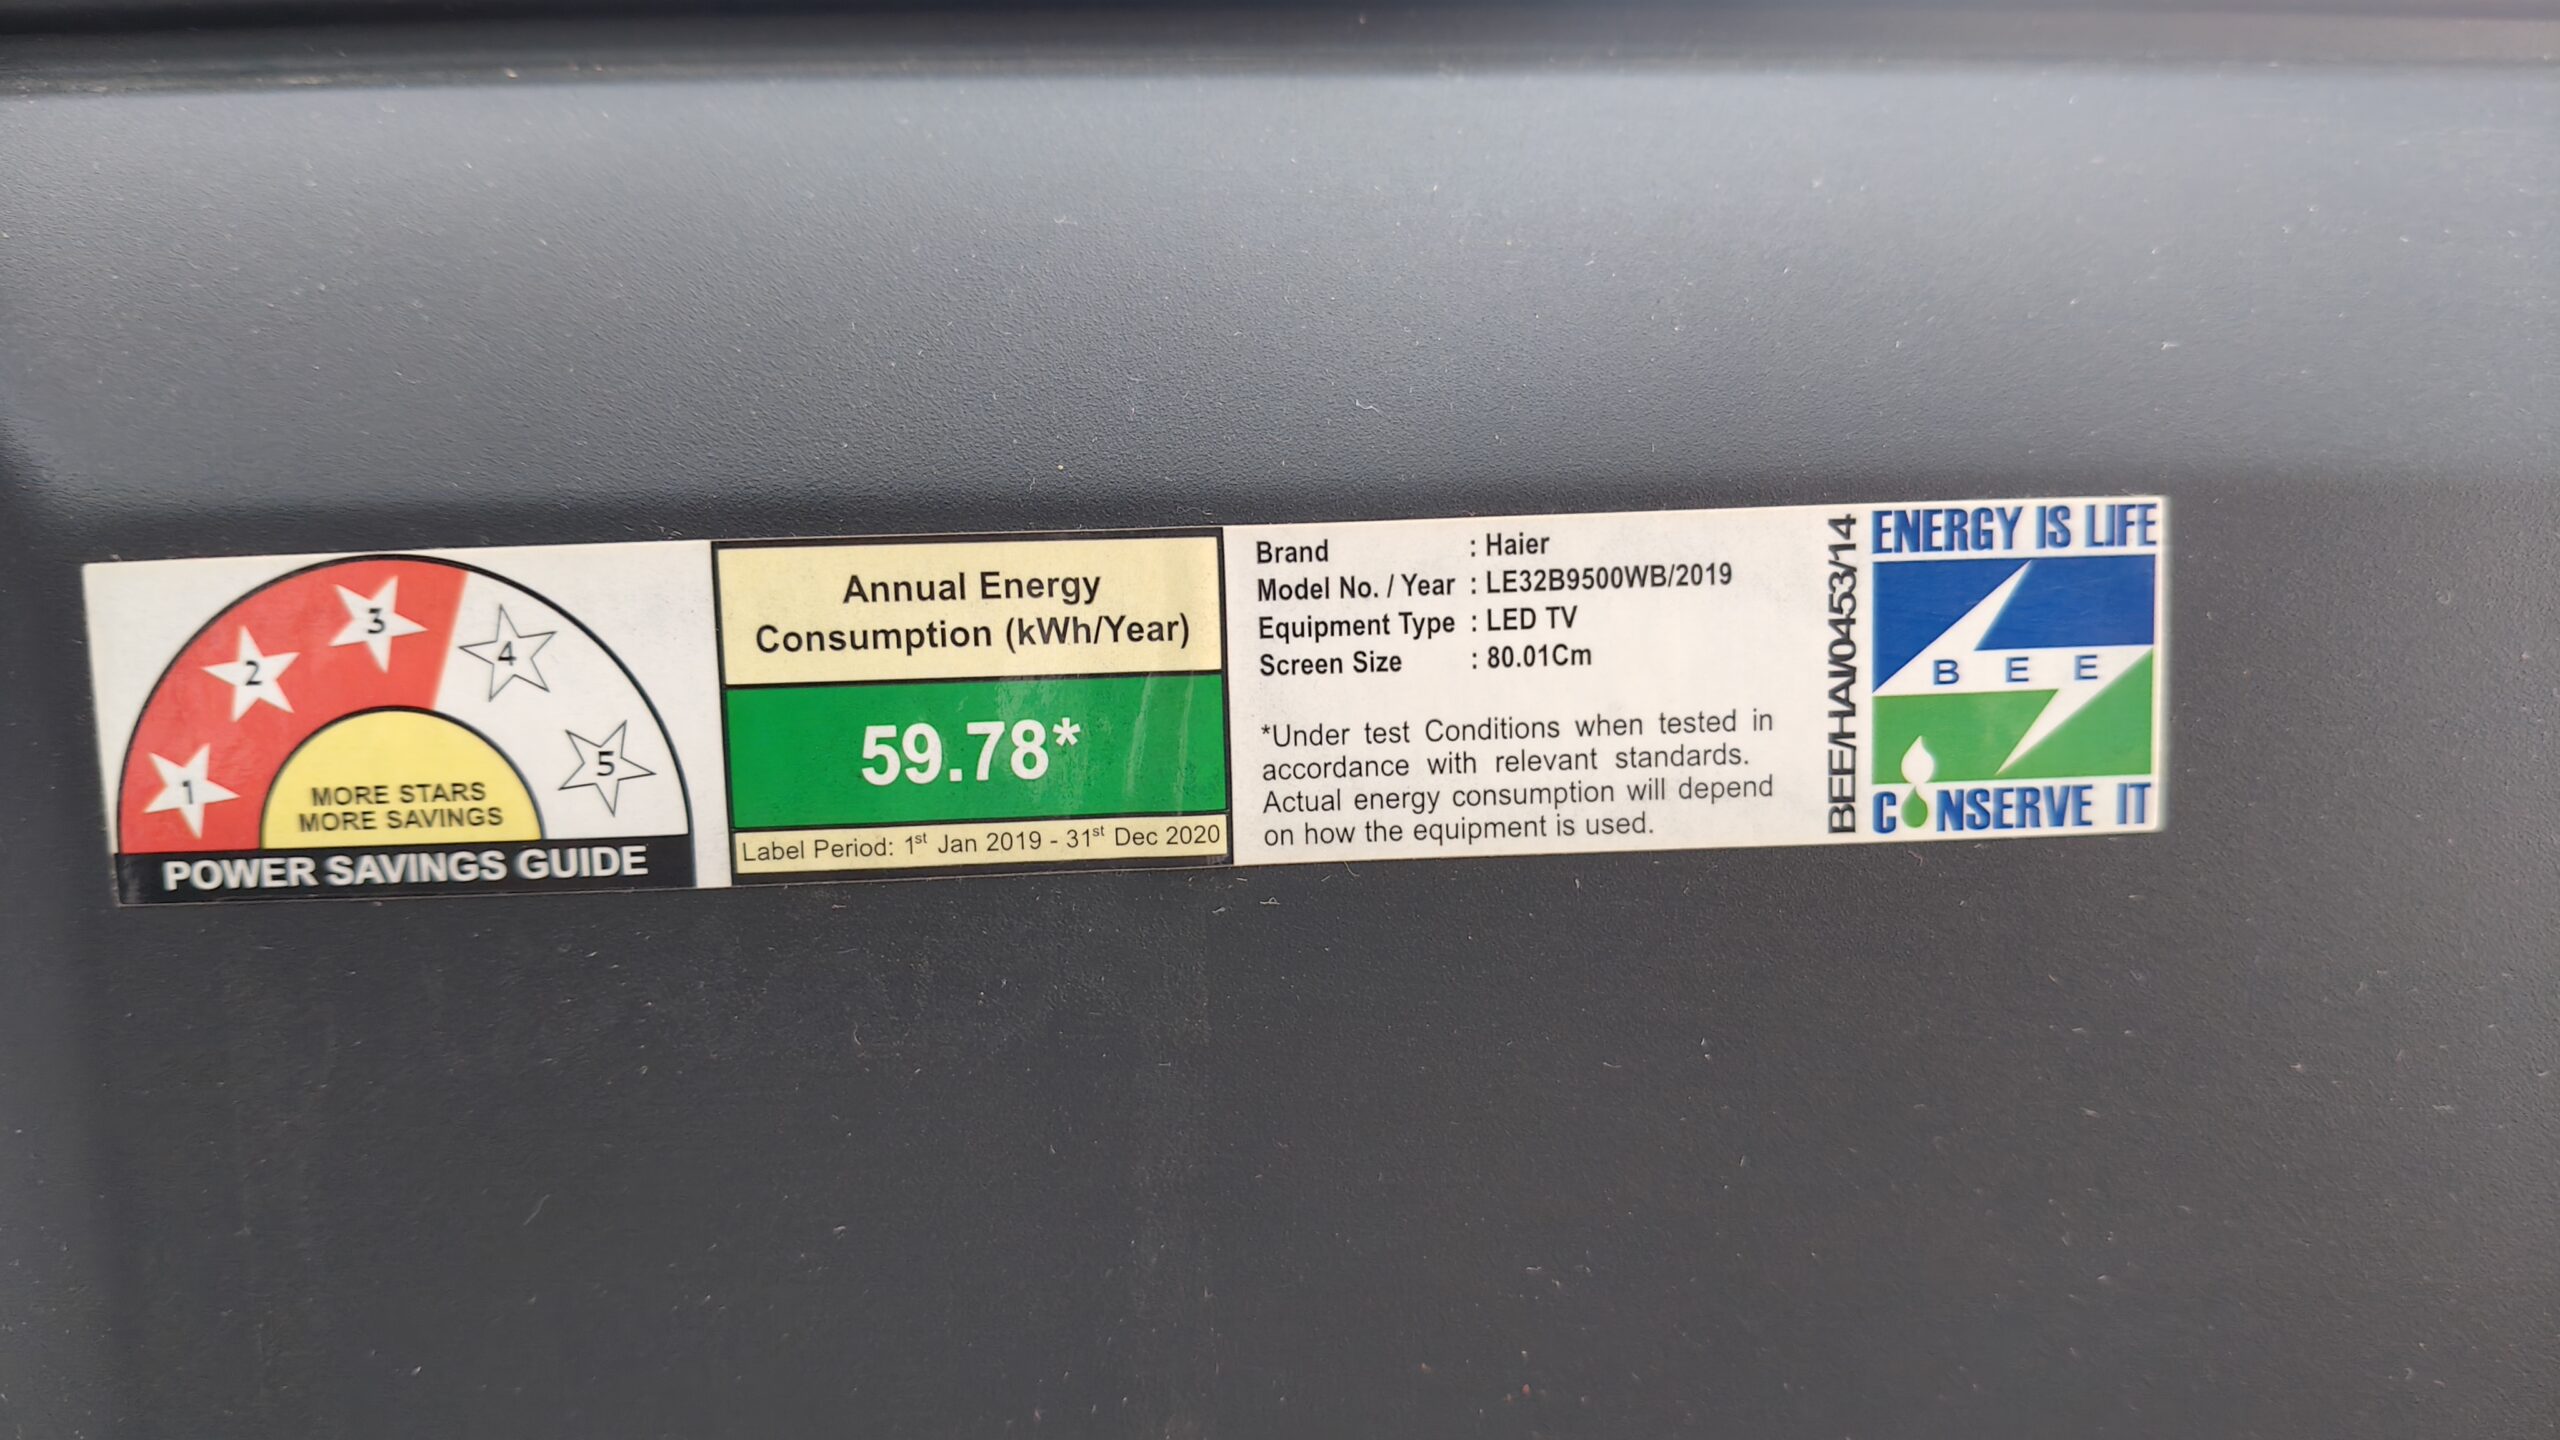 1
2
3
4
5
MORE STARS
MORE SAVINGS
POWER SAVINGS GUIDE
Annual Energy
Consumption (kWh/Year)
59.78*
Label Period: 1st Jan 2019 - 31st Dec 2020
Brand : Haier
Model No. / Year : LE32B9500WB/2019
Equipment Type : LED TV
Screen Size : 80.01Cm
*Under test Conditions when tested in
accordance with relevant standards.
Actual energy consumption will depend
on how the equipment is used.
BEE/HAI/0453/14
ENERGY IS LIFE
BEE
CONSERVE IT